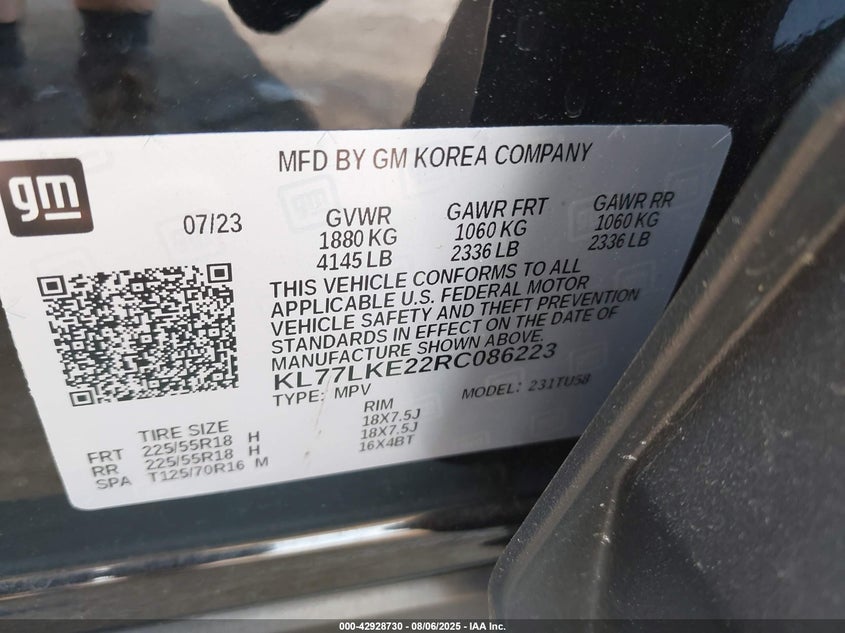 MFD BY GM KOREA COMPANY
gm
07/23
GVWR
1880 KG
4145 LB
GAWR FRT
1060 KG
2336 LB
GAWR RR
1060 KG
2336 LB
THIS VEHICLE CONFORMS TO ALL
APPLICABLE U.S. FEDERAL MOTOR
VEHICLE SAFETY AND THEFT PREVENTION
STANDARDS IN EFFECT ON THE DATE OF
MANUFACTURE SHOWN ABOVE.
KL77LKE22RC086223
TYPE: MPV MODEL: 231TU58
TIRE SIZE RIM
FRT 225/55R18 H 18X7.5J
RR 225/55R18 H 18X7.5J
SPA T125/70R16 M 16X4BT
000-42928730 - 08/06/2025 - IAA Inc.